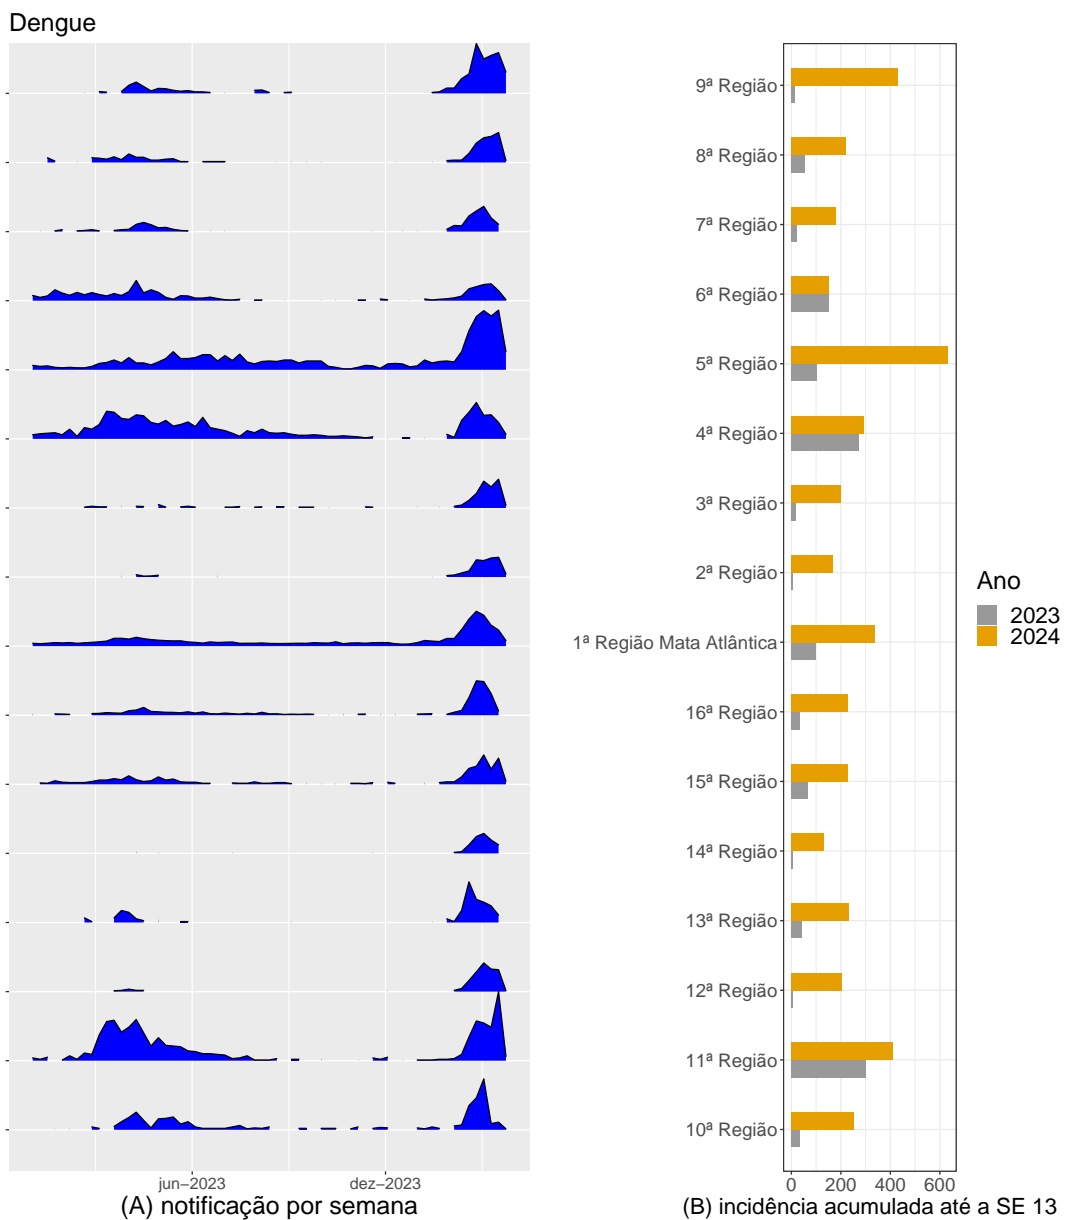 Dengue
9ª Região
8ª Região
7ª Região
6ª Região
5ª Região
4ª Região
3ª Região
2ª Região
1ª Região Mata Atlântica
16ª Região
15ª Região
14ª Região
13ª Região
12ª Região
11ª Região
10ª Região
Ano
2023
2024
jun−2023 dez−2023
0 200 400 600
(A) notificação por semana
(B) incidência acumulada até a SE 13